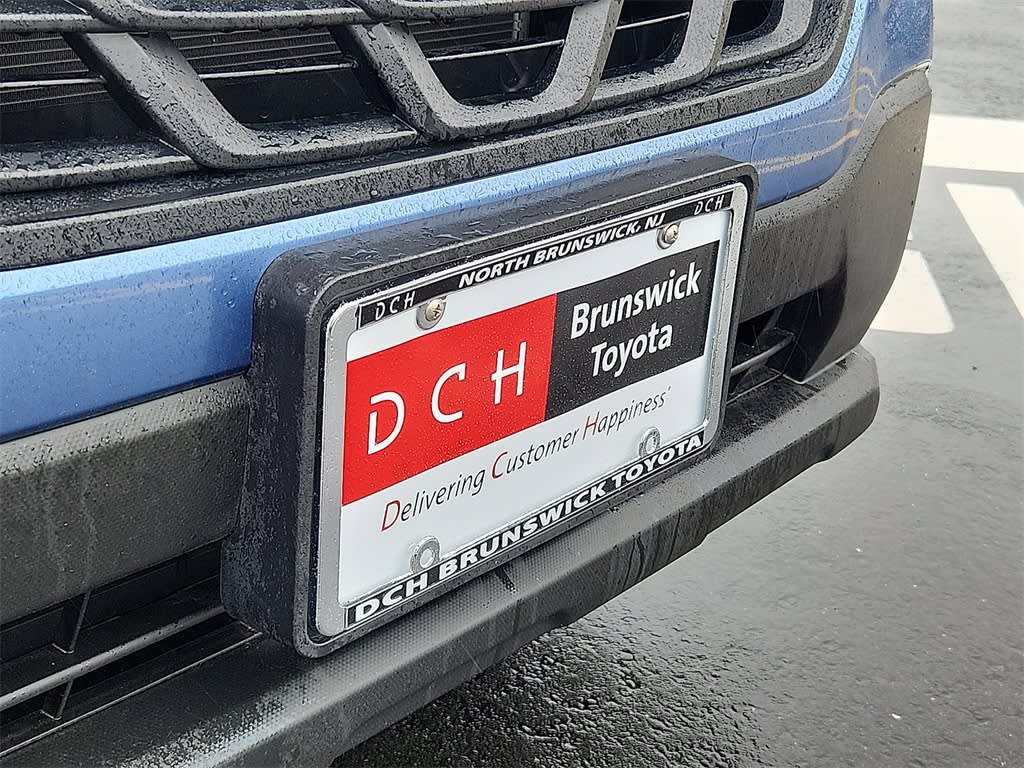 DCH NORTH BRUNSWICK, NJ DCH
DCH
Brunswick
Toyota
Delivering Customer Happiness'
DCH BRUNSWICK TOYOTA